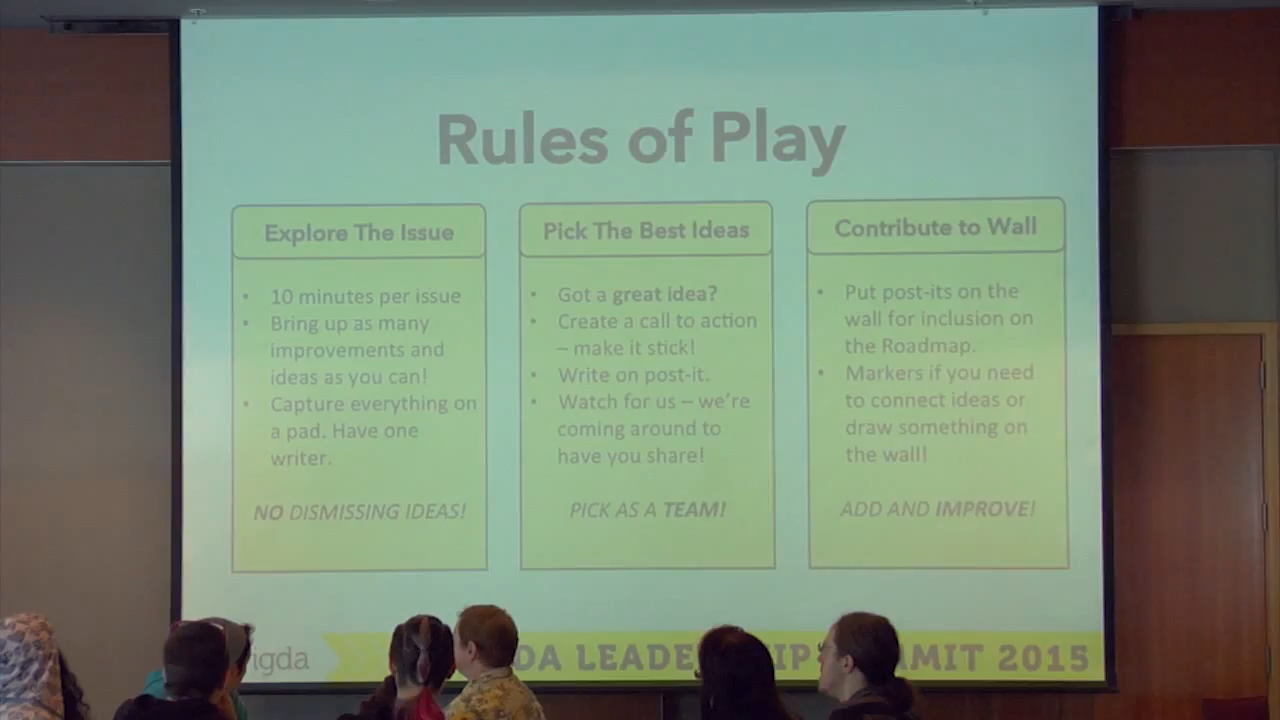 Rules of Play
Explore The Issue
• 10 minutes per issue
• Bring up as many
improvements and
ideas as you can!
• Capture everything on
a pad. Have one
writer.
NO DISMISSING IDEAS!
Pick The Best Ideas
• Got a great idea?
• Create a call to action
– make it stick!
• Write on post-it.
• Watch for us – we're
coming around to
have you share!
PICK AS A TEAM!
Contribute to Wall
• Put post-its on the
wall for inclusion on
the Roadmap.
• Markers if you need
to connect ideas or
draw something on
the wall!
ADD AND IMPROVE!
igda
2015